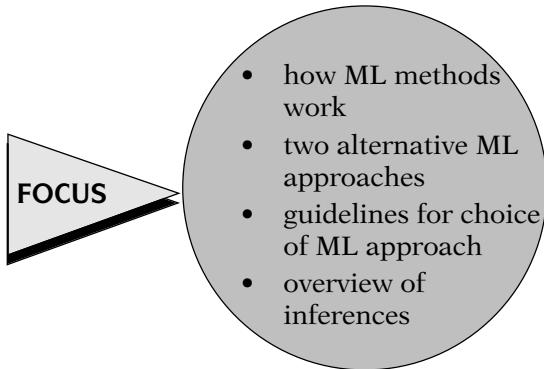 FOCUS
• how ML methods
work
• two alternative ML
approaches
• guidelines for choice
of ML approach
• overview of
inferences